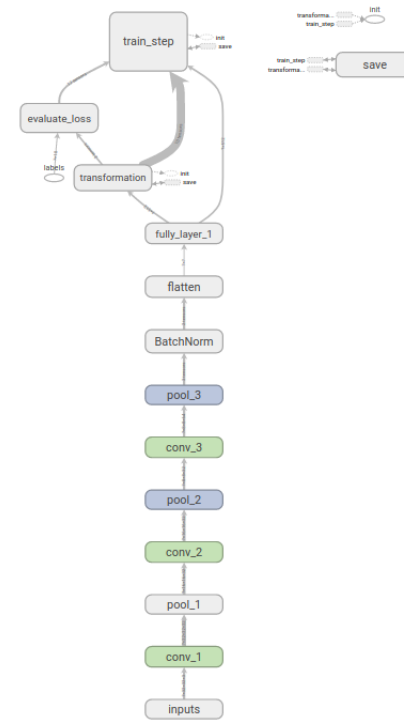 train_step
init
save
transforma...
train_step
init
train_step
transforma...
save
evaluate_loss
labels
transformation
init
save
fully_layer_1
flatten
BatchNorm
pool_3
conv_3
pool_2
conv_2
pool_1
conv_1
inputs